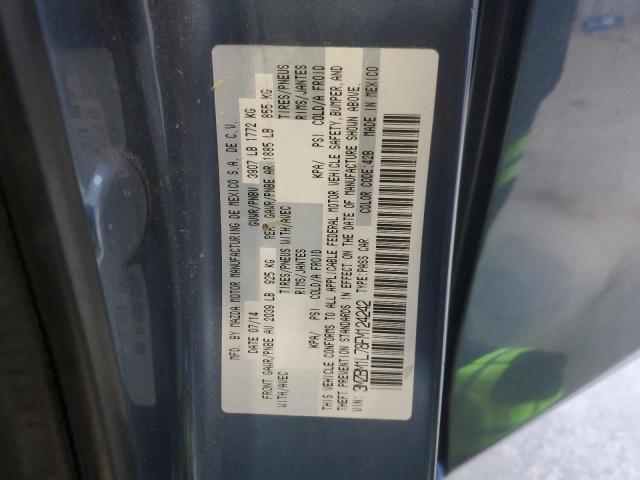 MFG. BY MAZDA MOTOR MANUFACTURING DE MEXICO S.A. DE C.V.
DATE 07/14 GVWR/PNBV 3907 LB 1772 KG
FRONT GAWR/PNBE AV 2039 LB 925 KG REAR GAWR/PNBE AR 1885 LB 855 KG
WITH/AVEC TIRES/PNEUS WITH/AVEC TIRES/PNEUS
RIMS/JANTES RIMS/JANTES
KPA/ PSI COLD/A FROID KPA/ PSI COLD/A FROID
THIS VEHICLE CONFORMS TO ALL APPLICABLE FEDERAL MOTOR VEHICLE SAFETY, BUMPER, AND
THEFT PREVENTION STANDARDS IN EFFECT ON THE DATE OF MANUFACTURE SHOWN ABOVE.
VIN: 3MZBM1L78FM124242 TYPE:PASS CAR COLOR CODE:42B MADE IN MEXICO